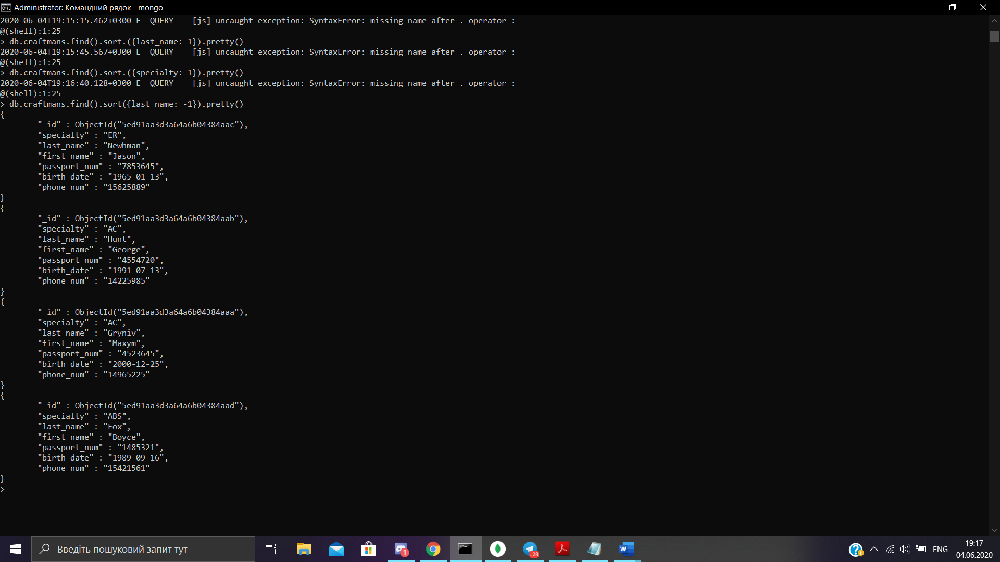 Administrator: Командний рядок - mongo
2020-06-04T19:15:15.462+0300 E  QUERY    [js] uncaught exception: SyntaxError: missing name after . operator :
@(shell):1:25
> db.craftmans.find().sort.({last_name:-1}).pretty()
2020-06-04T19:15:45.567+0300 E  QUERY    [js] uncaught exception: SyntaxError: missing name after . operator :
@(shell):1:25
> db.craftmans.find().sort.({specialty:-1}).pretty()
2020-06-04T19:16:40.128+0300 E  QUERY    [js] uncaught exception: SyntaxError: missing name after . operator :
@(shell):1:25
> db.craftmans.find().sort({last_name: -1}).pretty()
{
        "_id" : ObjectId("5ed91aa3d3a64a6b04384aac"),
        "specialty" : "ER",
        "last_name" : "Newhman",
        "first_name" : "Jason",
        "passport_num" : "7853645",
        "birth_date" : "1965-01-13",
        "phone_num" : "15625889"
}
{
        "_id" : ObjectId("5ed91aa3d3a64a6b04384aab"),
        "specialty" : "AC",
        "last_name" : "Hunt",
        "first_name" : "George",
        "passport_num" : "4554720",
        "birth_date" : "1991-07-13",
        "phone_num" : "14225985"
}
{
        "_id" : ObjectId("5ed91aa3d3a64a6b04384aaa"),
        "specialty" : "AC",
        "last_name" : "Gryniv",
        "first_name" : "Maxym",
        "passport_num" : "4523645",
        "birth_date" : "2000-12-25",
        "phone_num" : "14965225"
}
{
        "_id" : ObjectId("5ed91aa3d3a64a6b04384aad"),
        "specialty" : "ABS",
        "last_name" : "Fox",
        "first_name" : "Boyce",
        "passport_num" : "1485321",
        "birth_date" : "1989-09-16",
        "phone_num" : "15421561"
}
>
Введіть пошуковий запит тут
1
..28
W
ENG
19:17
04.06.2020